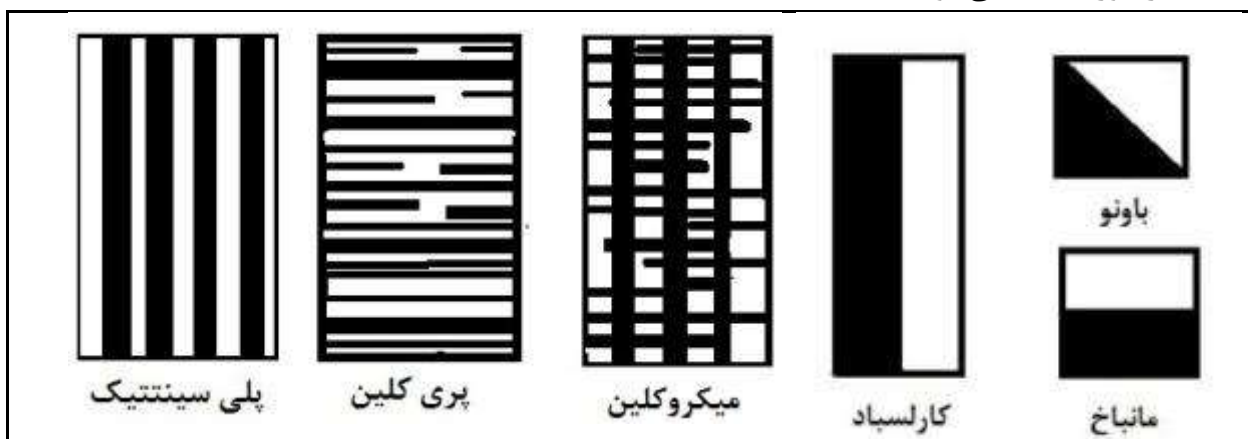 باونو
پلی سینتتیک
پری کلین
میکروکلین
کارلسباد
مانباخ